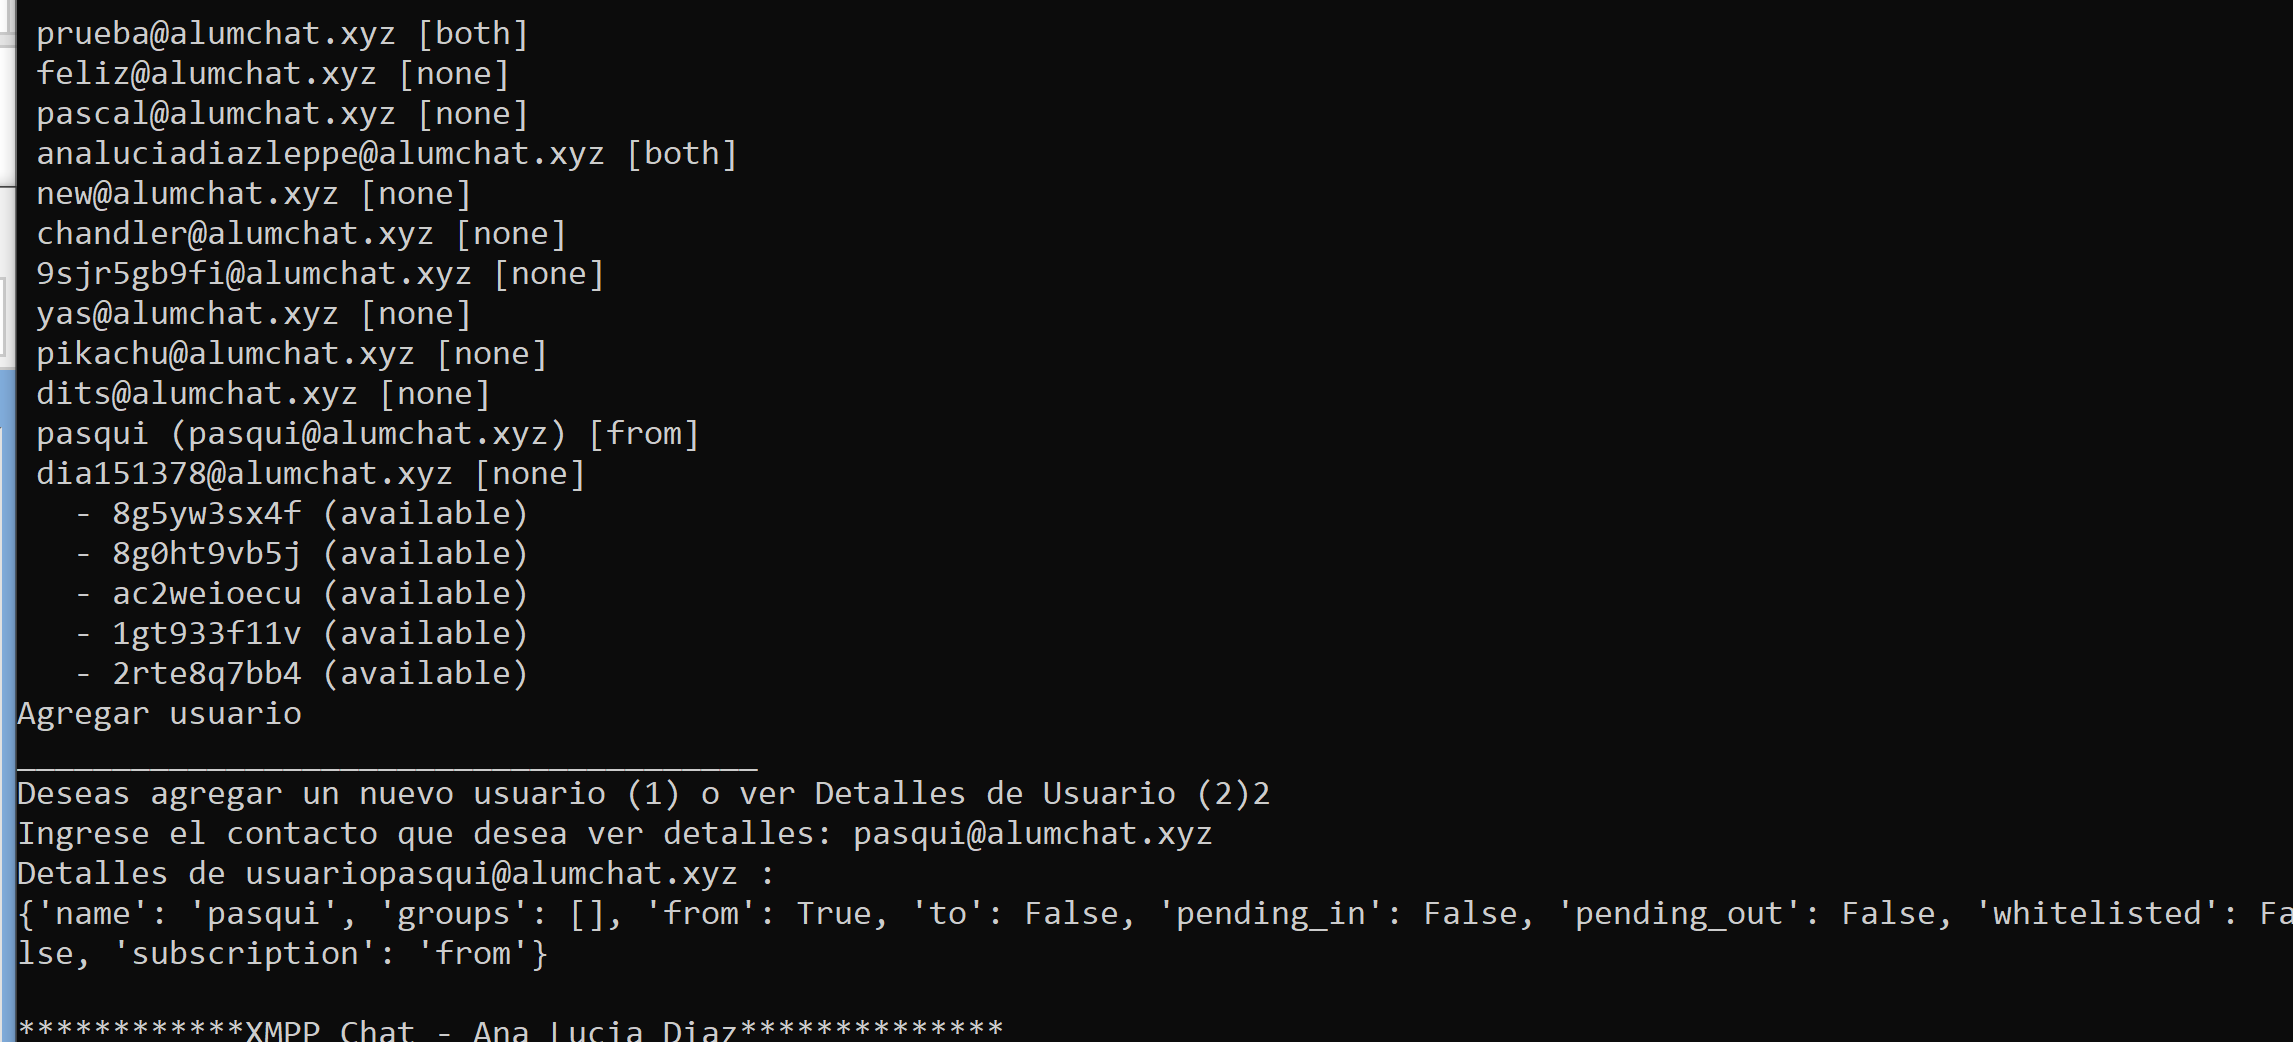 prueba@alumchat.xyz [both]
feliz@alumchat.xyz [none]
pascal@alumchat.xyz [none]
analuciadiazleppe@alumchat.xyz [both]
new@alumchat.xyz [none]
chandler@alumchat.xyz [none]
9sjr5gb9fi@alumchat.xyz [none]
yas@alumchat.xyz [none]
pikachu@alumchat.xyz [none]
dits@alumchat.xyz [none]
pasqui (pasqui@alumchat.xyz) [from]
dia151378@alumchat.xyz [none]
- 8g5yw3sx4f (available)
- 8g0ht9vb5j (available)
- ac2weioecu (available)
- 1gt933f11v (available)
- 2rte8q7bb4 (available)
Agregar usuario
_______________________________________
Deseas agregar un nuevo usuario (1) o ver Detalles de Usuario (2)2
Ingrese el contacto que desea ver detalles: pasqui@alumchat.xyz
Detalles de usuariopasqui@alumchat.xyz :
{'name': 'pasqui', 'groups': [], 'from': True, 'to': False, 'pending_in': False, 'pending_out': False, 'whitelisted': Fa
lse, 'subscription': 'from'}
************XMPP Chat - Ana Lucia Diaz**************